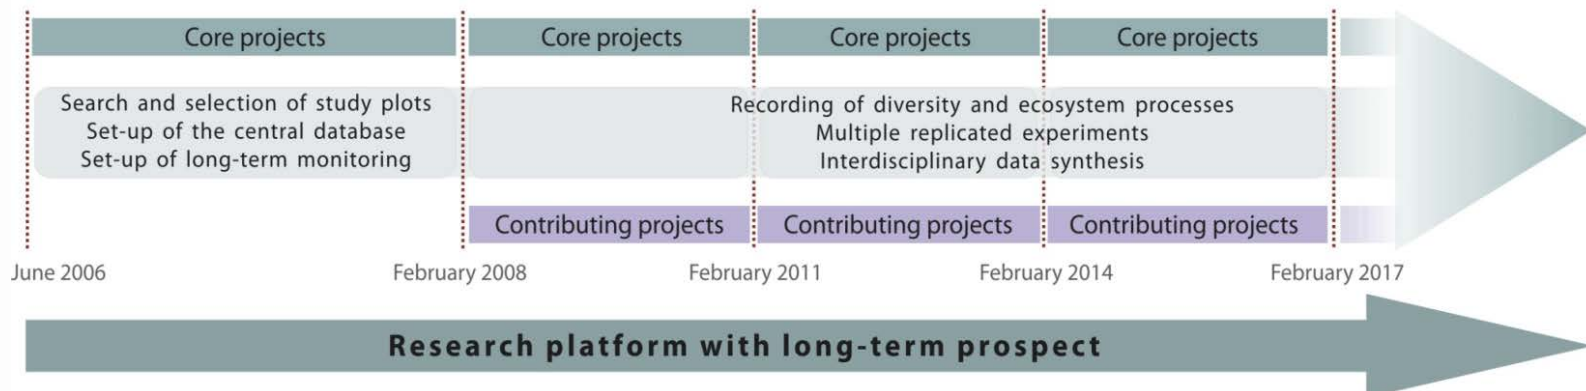 Core projects
Core projects
Core projects
Core projects
Search and selection of study plots
Set-up of the central database
Set-up of long-term monitoring
Recording of diversity and ecosystem processes
Multiple replicated experiments
Interdisciplinary data synthesis
Contributing projects
Contributing projects
Contributing projects
June 2006
February 2008
February 2011
February 2014
February 2017
Research platform with long-term prospect